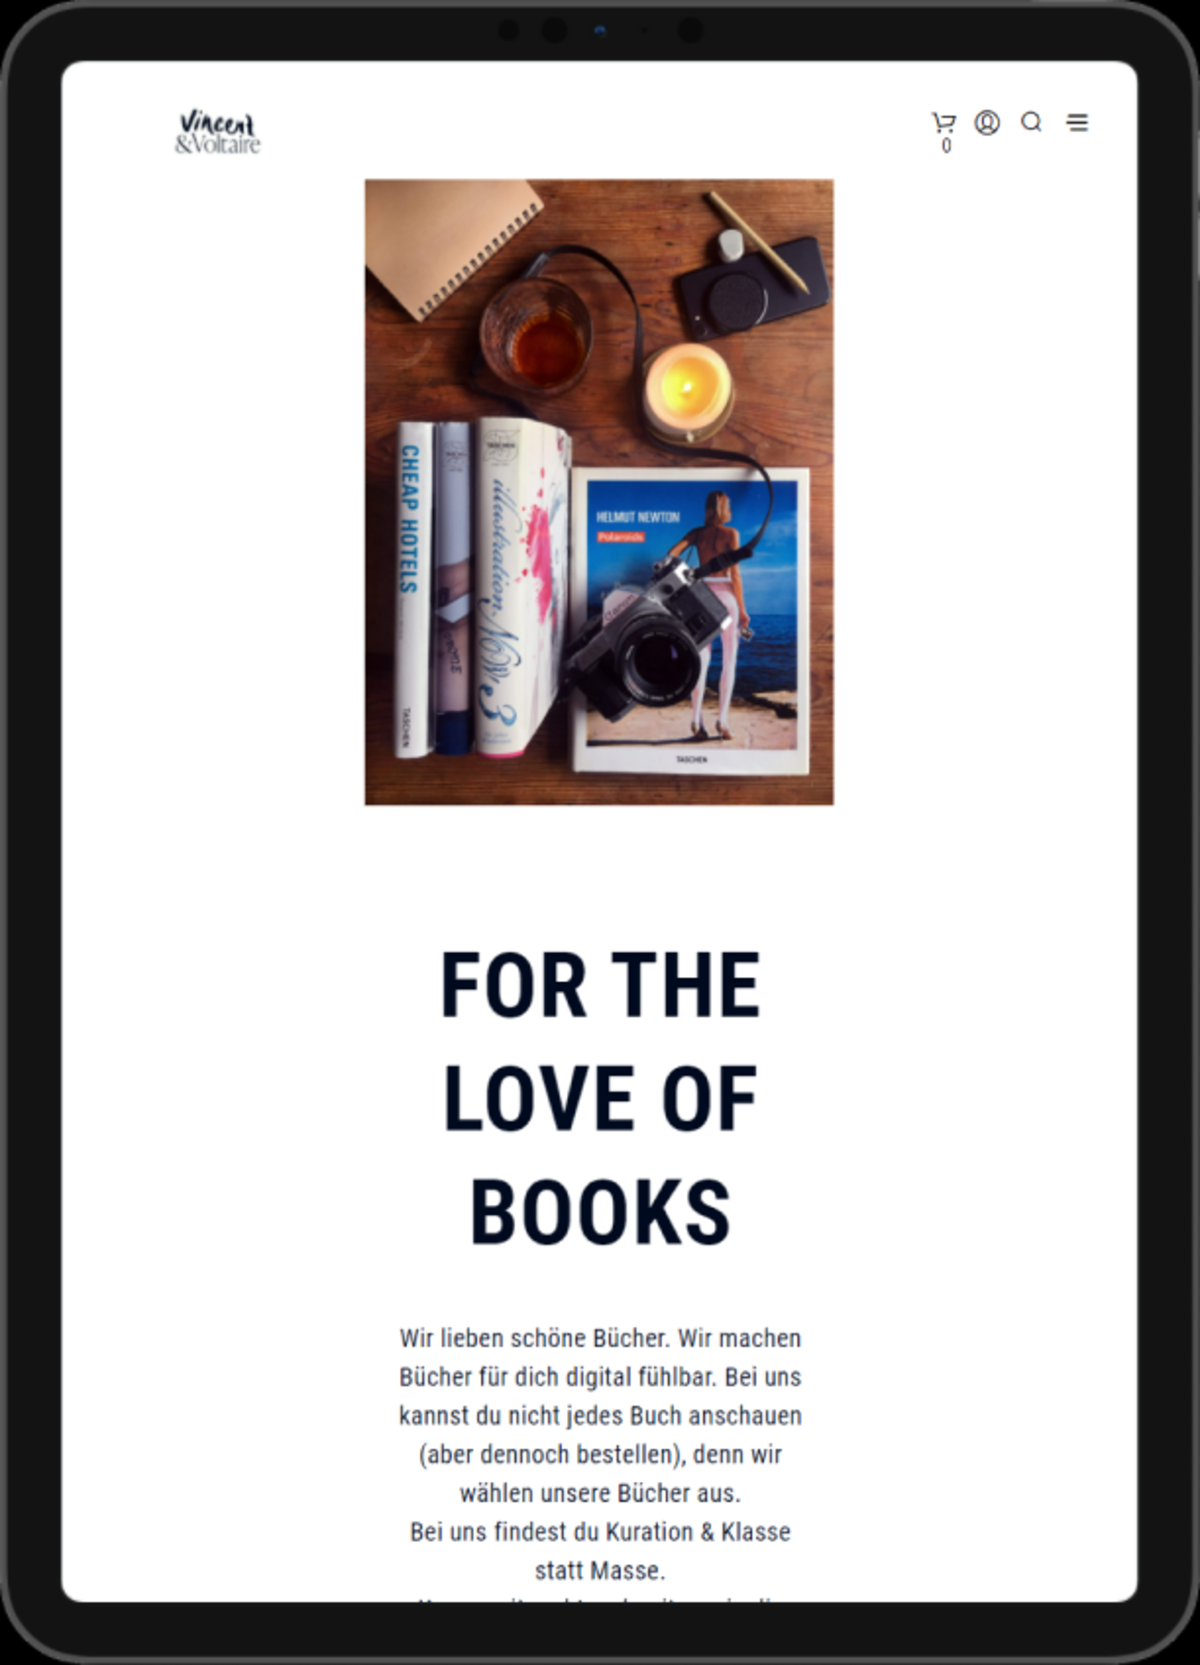 Vincent
&Voltaire
0
CHEAP HOTELS
TASCHEN
TASCHEN
illustration Now! 3
TASCHEN
HELMUT NEWTON
Polaroids
TASCHEN
FOR THE
LOVE OF
BOOKS
Wir lieben schöne Bücher. Wir machen
Bücher für dich digital fühlbar. Bei uns
kannst du nicht jedes Buch anschauen
(aber dennoch bestellen), denn wir
wählen unsere Bücher aus.
Bei uns findest du Kuration & Klasse
statt Masse.